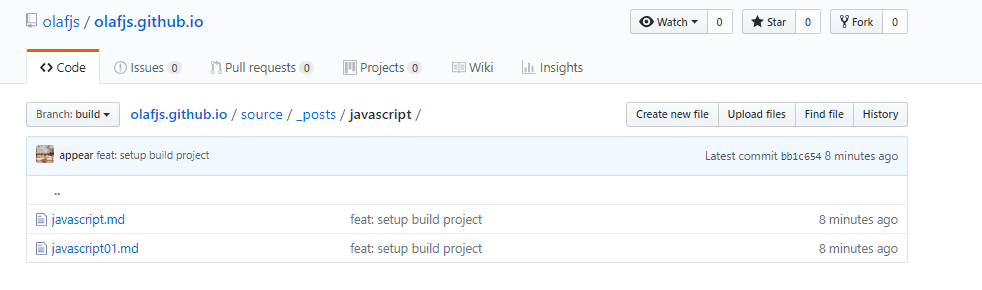 olafjs / olafjs.github.io Watch 0 Star 0 Fork 0
Code Issues 0 Pull requests 0 Projects 0 Wiki Insights
Branch: build olafjs.github.io / source / _posts / javascript / Create new file Upload files Find file History
appear feat: setup build project Latest commit bb1c654 8 minutes ago
..
javascript.md feat: setup build project 8 minutes ago
javascript01.md feat: setup build project 8 minutes ago